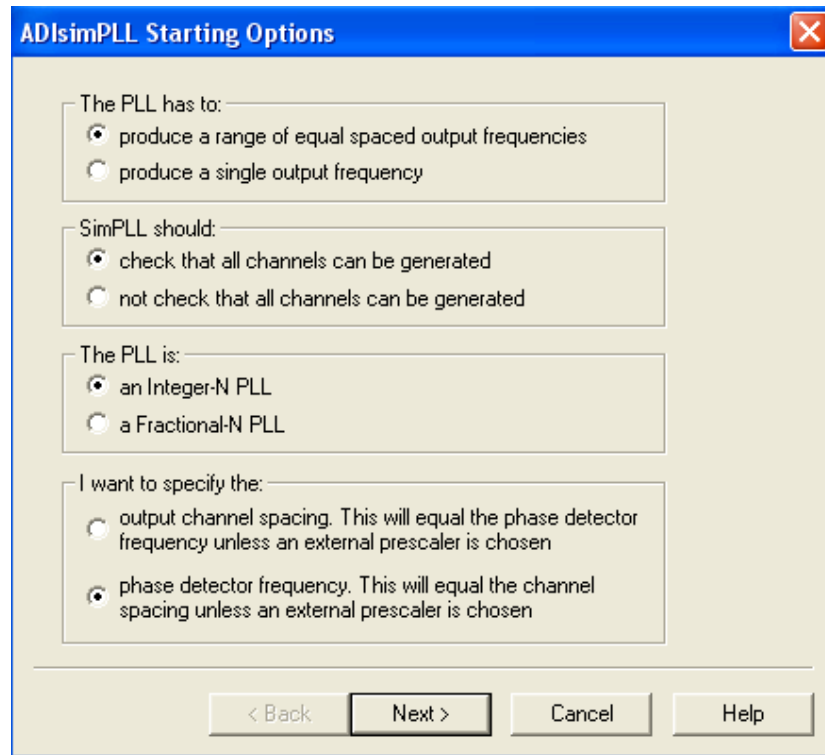 ADIsimPLL Starting Options
The PLL has to:
produce a range of equal spaced output frequencies
produce a single output frequency
SimPLL should:
check that all channels can be generated
not check that all channels can be generated
The PLL is:
an Integer-N PLL
a Fractional-N PLL
I want to specify the:
output channel spacing. This will equal the phase detector
frequency unless an external prescaler is chosen
phase detector frequency. This will equal the channel
spacing unless an external prescaler is chosen
< Back
Next >
Cancel
Help